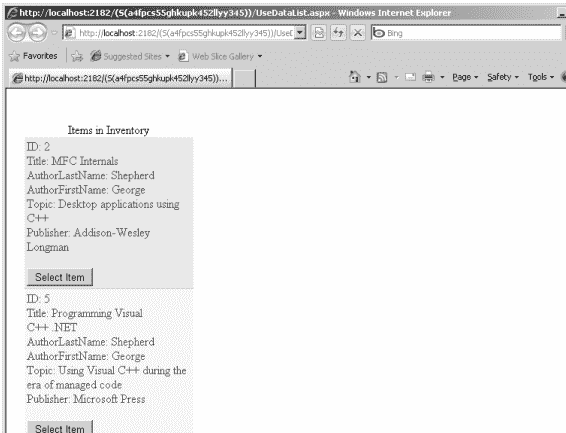 http://localhost:2182/(S(a4fpcs55ghkupk452llyy345))/UseDataList.aspx - Windows Internet Explorer
http://localhost:2182/(S(a4fpcs55ghkupk452llyy345))/UseD
Bing
Favorites
Suggested Sites
Web Slice Gallery
http://localhost:2182/(S(a4fpcs55ghkupk452llyy345))...
Page
Safety
Tools
Items in Inventory
ID: 2
Title: MFC Internals
AuthorLastName: Shepherd
AuthorFirstName: George
Topic: Desktop applications using
C++
Publisher: Addison-Wesley
Longman
Select Item
ID: 5
Title: Programming Visual
C++ .NET
AuthorLastName: Shepherd
AuthorFirstName: George
Topic: Using Visual C++ during the
era of managed code
Publisher: Microsoft Press
Select Item